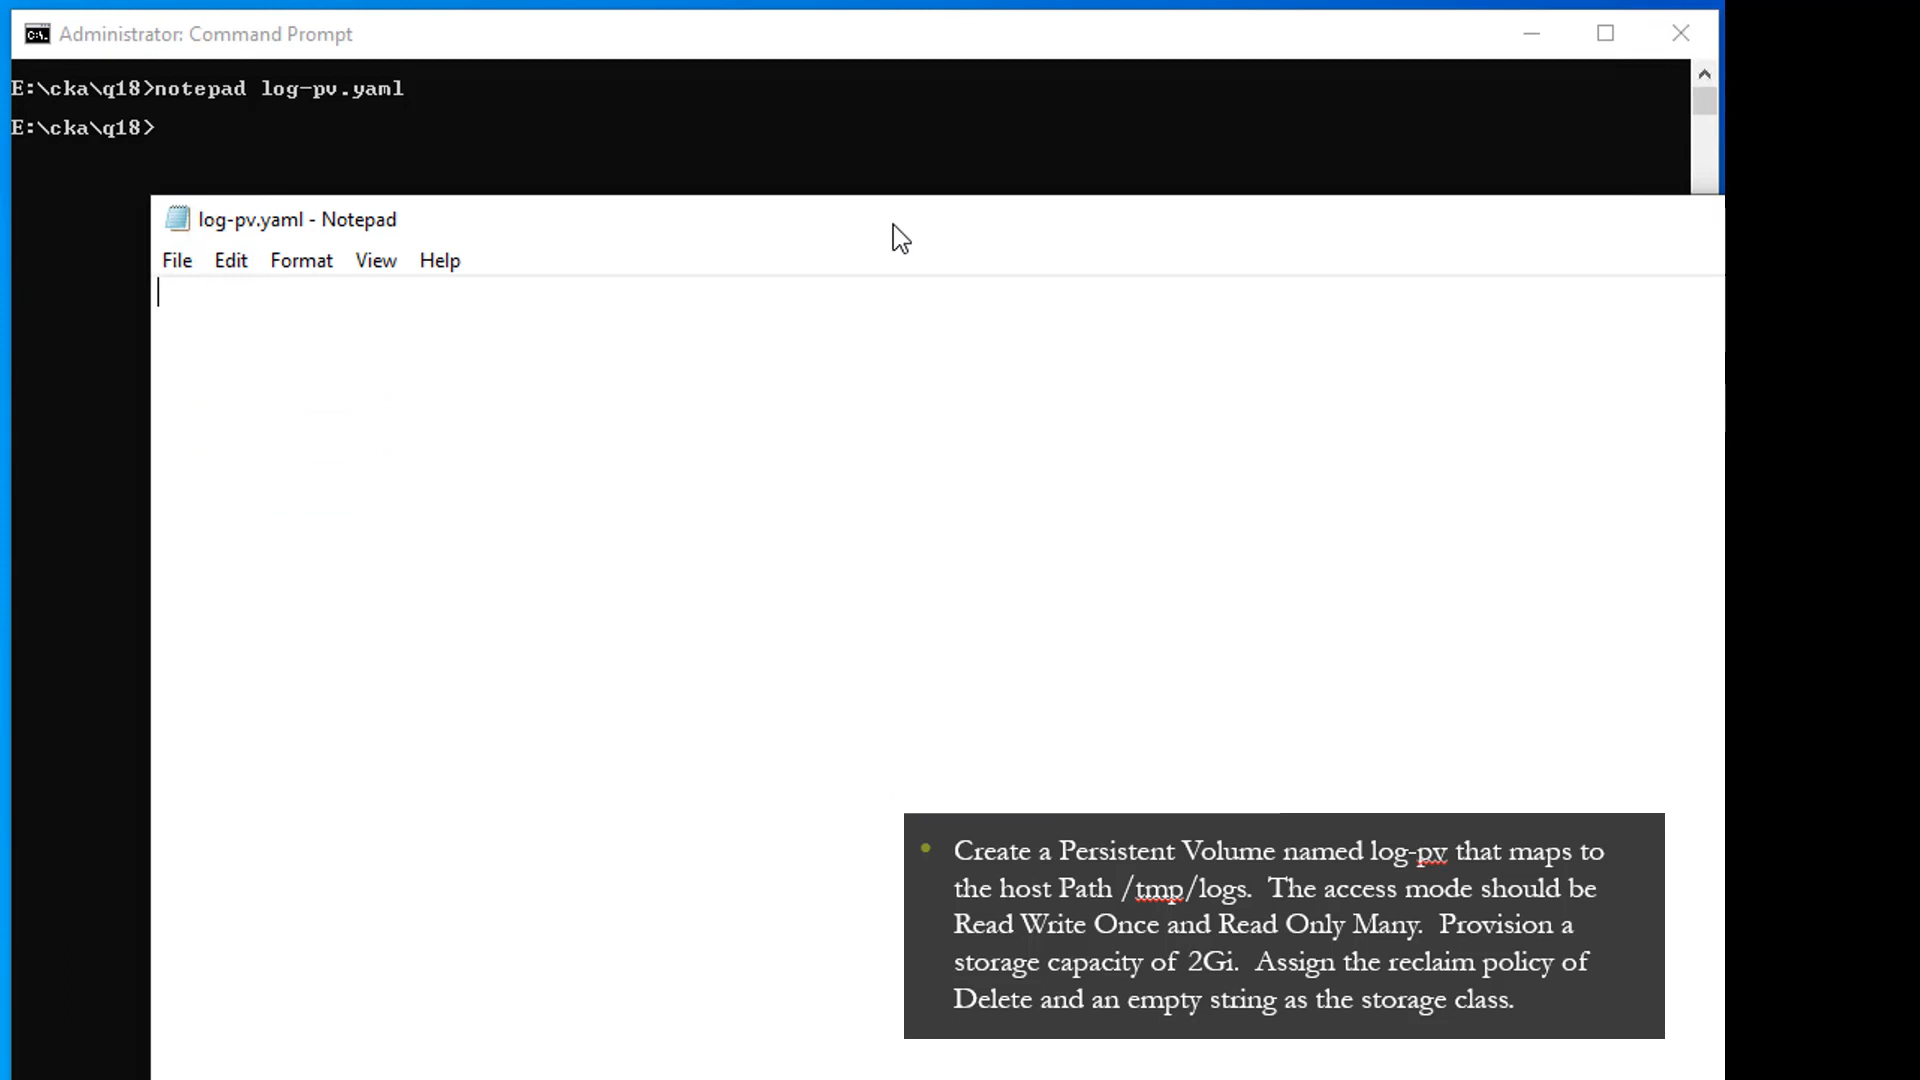 Administrator: Command Prompt
E:\cka\q18>notepad log-pv.yaml
E:\cka\q18>
log-pv.yaml - Notepad
File Edit Format View Help
• Create a Persistent Volume named log-pv that maps to
the host Path /tmp/logs. The access mode should be
Read Write Once and Read Only Many. Provision a
storage capacity of 2Gi. Assign the reclaim policy of
Delete and an empty string as the storage class.